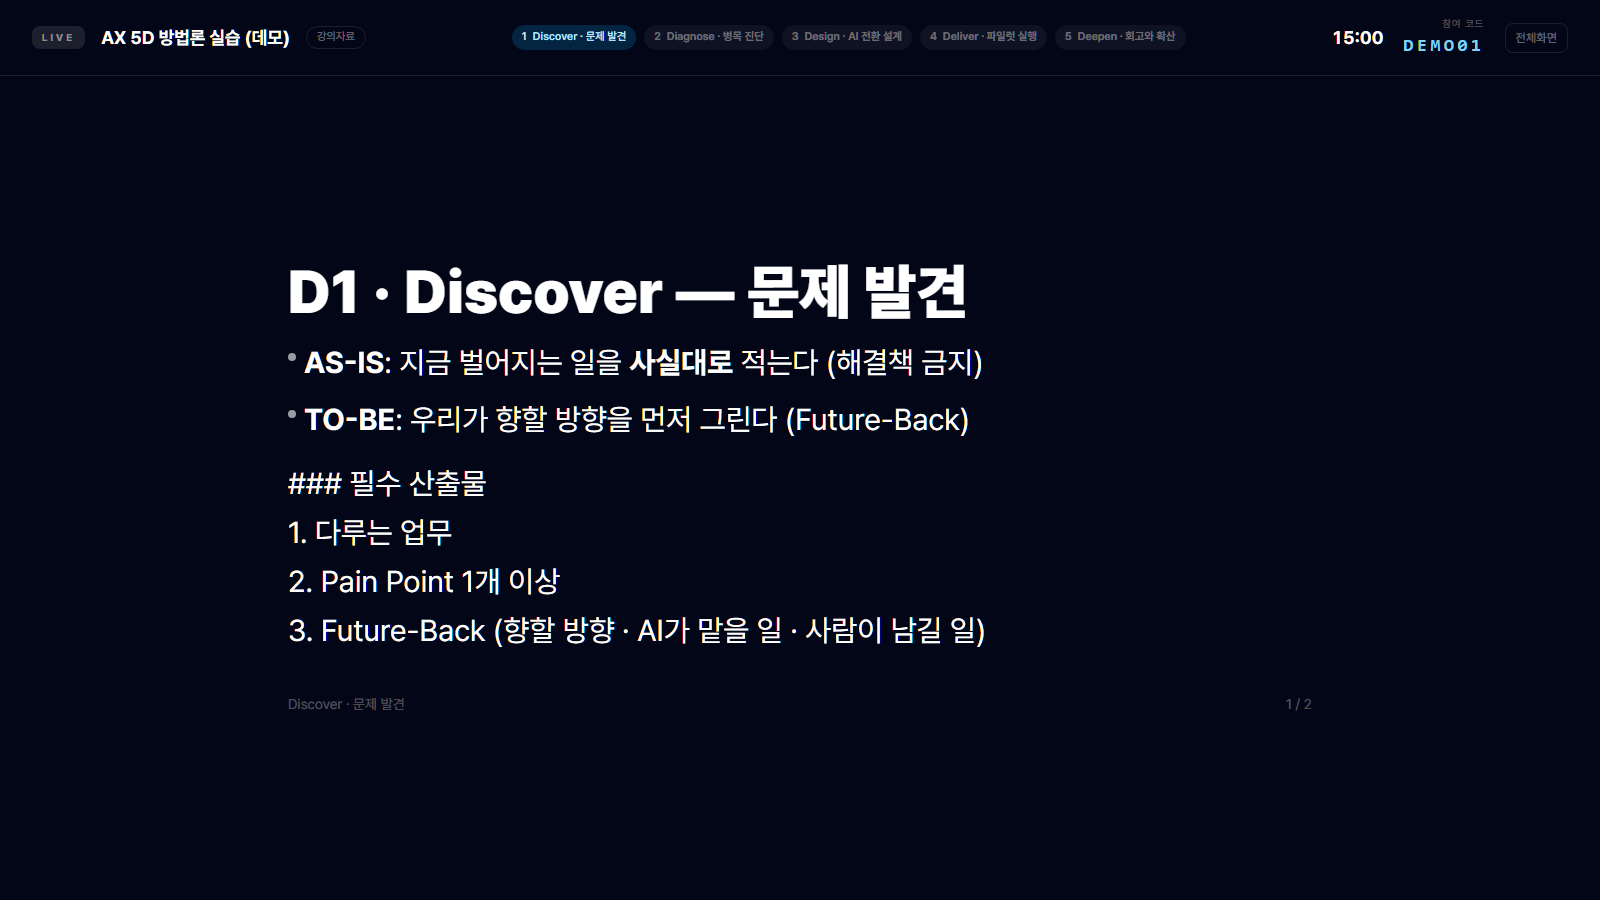 LIVE
AX 5D 방법론 실습 (데모)
강의자료
1 Discover · 문제 발견
2 Diagnose · 병목 진단
3 Design · AI 전환 설계
4 Deliver · 파일럿 실행
5 Deepen · 회고와 확산
15:00
참여 코드
DEMO01
전체화면
D1 · Discover — 문제 발견
• AS-IS: 지금 벌어지는 일을 사실대로 적는다 (해결책 금지)
• TO-BE: 우리가 향할 방향을 먼저 그린다 (Future-Back)
### 필수 산출물
1. 다루는 업무
2. Pain Point 1개 이상
3. Future-Back (향할 방향 · AI가 맡을 일 · 사람이 남길 일)
Discover · 문제 발견
1 / 2